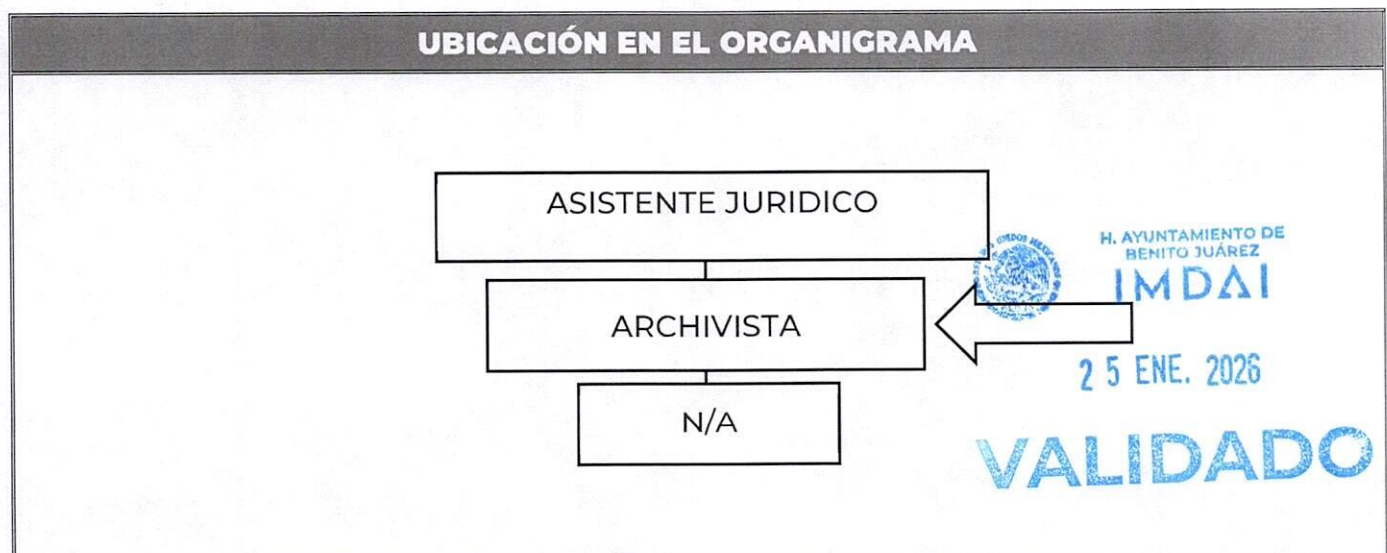 UBICACIÓN EN EL ORGANIGRAMA
ASISTENTE JURIDICO
H. AYUNTAMIENTO DE
BENITO JUÁREZ
IMDAI
ARCHIVISTA
2 5 ENE. 2026
N/A
VALIDADO